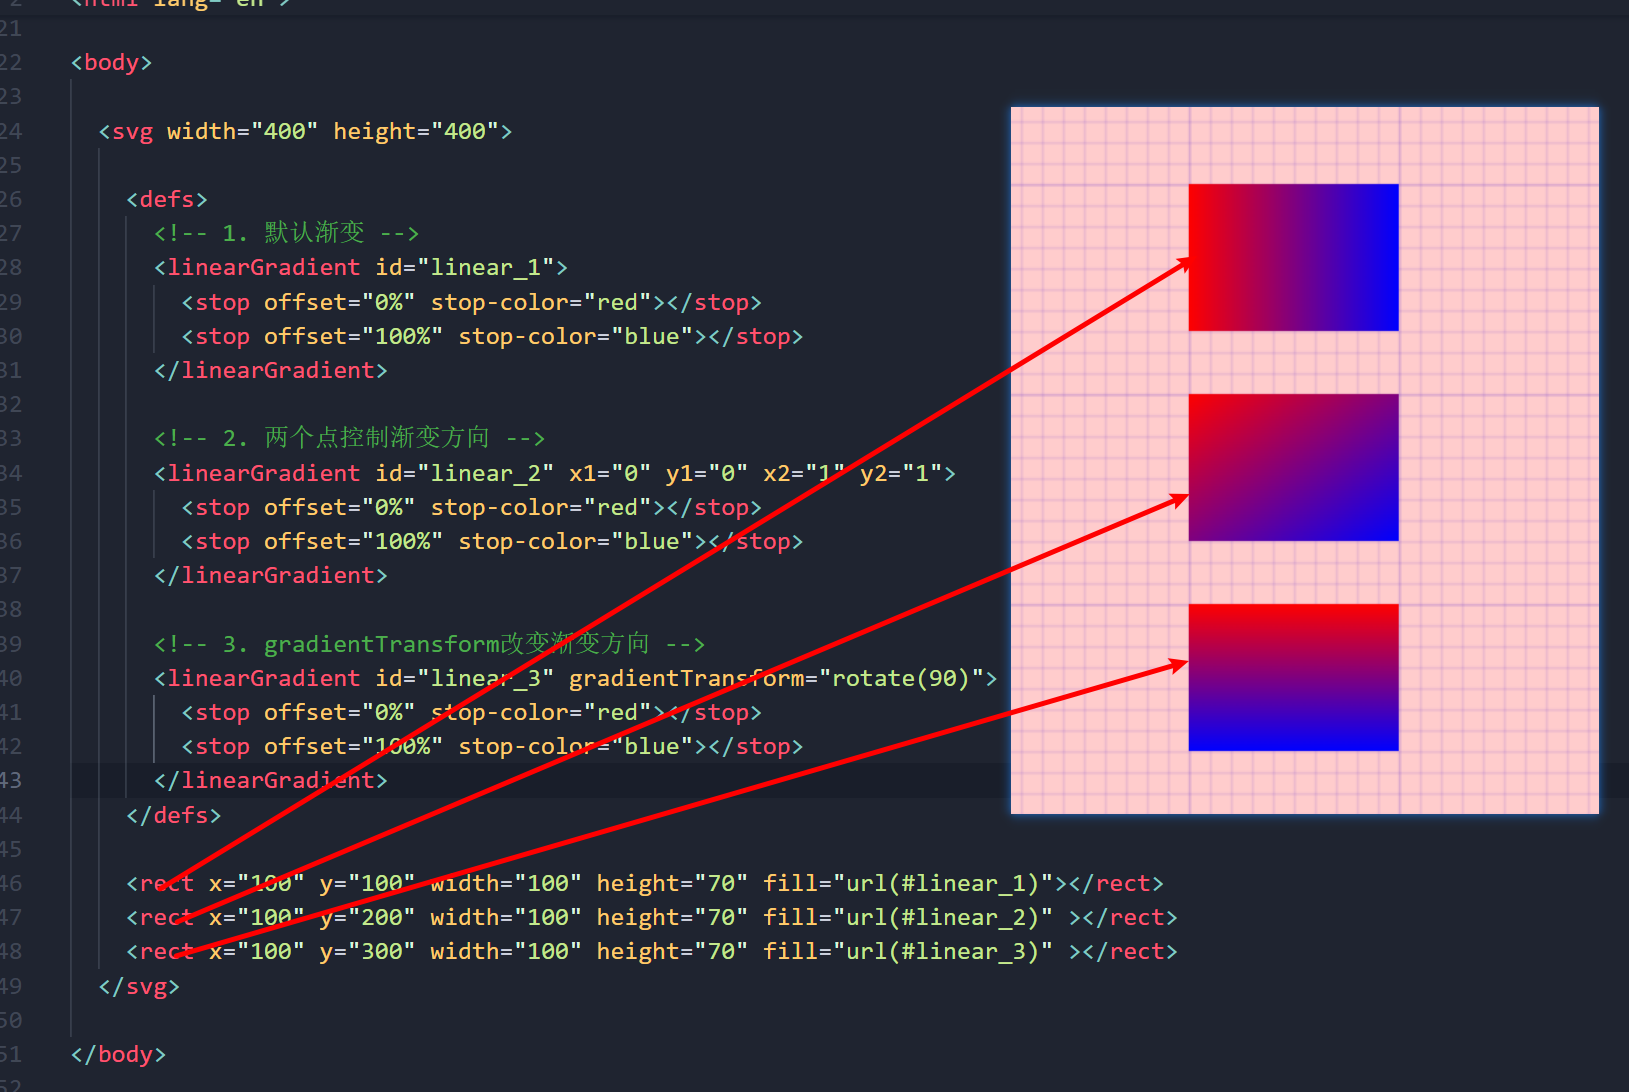 2 <html lang="en">
21
22 <body>
23
24 <svg width="400" height="400">
25
26 <defs>
27 <!-- 1. 默认渐变 -->
28 <linearGradient id="linear_1">
29 <stop offset="0%" stop-color="red"></stop>
30 <stop offset="100%" stop-color="blue"></stop>
31 </linearGradient>
32
33 <!-- 2. 两个点控制渐变方向 -->
34 <linearGradient id="linear_2" x1="0" y1="0" x2="1" y2="1">
35 <stop offset="0%" stop-color="red"></stop>
36 <stop offset="100%" stop-color="blue"></stop>
37 </linearGradient>
38
39 <!-- 3. gradientTransform改变渐变方向 -->
40 <linearGradient id="linear_3" gradientTransform="rotate(90)">
41 <stop offset="0%" stop-color="red"></stop>
42 <stop offset="100%" stop-color="blue"></stop>
43 </linearGradient>
44 </defs>
45
46 <rect x="100" y="100" width="100" height="70" fill="url(#linear_1)"></rect>
47 <rect x="100" y="200" width="100" height="70" fill="url(#linear_2)" ></rect>
48 <rect x="100" y="300" width="100" height="70" fill="url(#linear_3)" ></rect>
49 </svg>
50
51 </body>
52